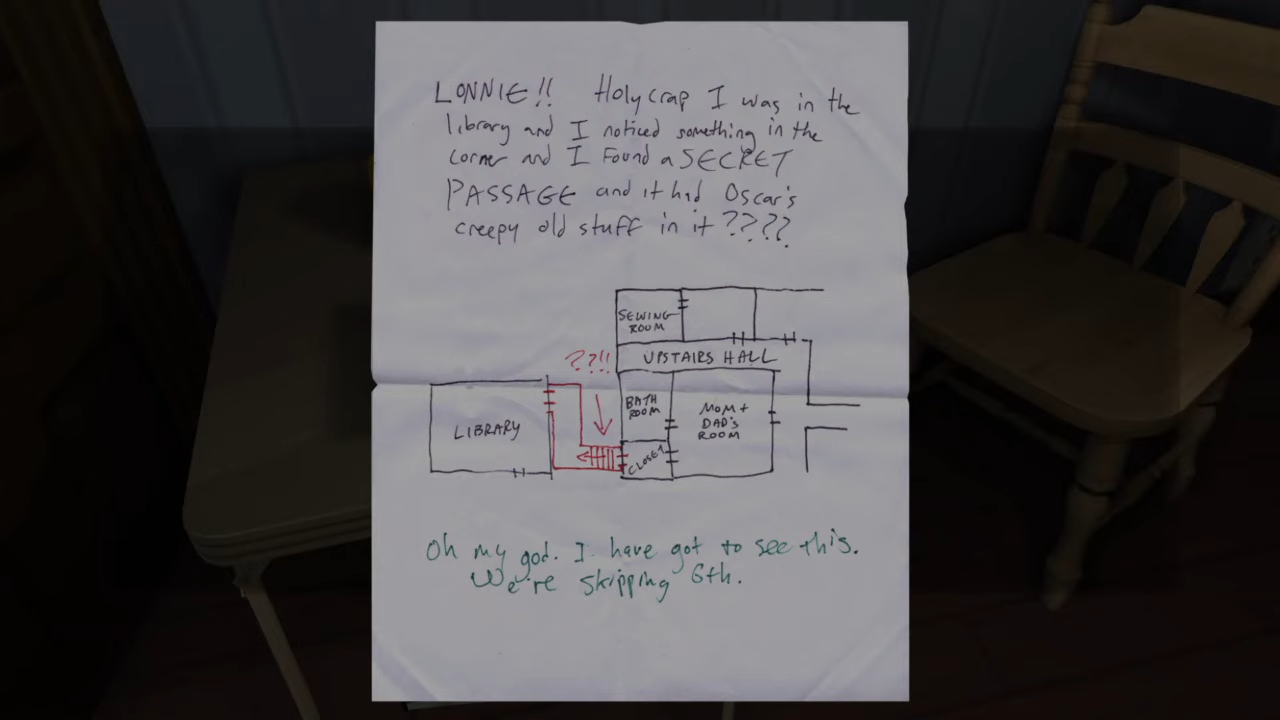 LONNIE!! Holy crap I was in the
library and I noticed something in the
corner and I found a SECRET
PASSAGE and it had Oscar's
creepy old stuff in it ????
SEWING
ROOM
UPSTAIRS HALL
??!!
BATH
ROOM
MOM +
DAD'S
ROOM
LIBRARY
CLOSET
Oh my god. I have got to see this.
We're skipping 6th.